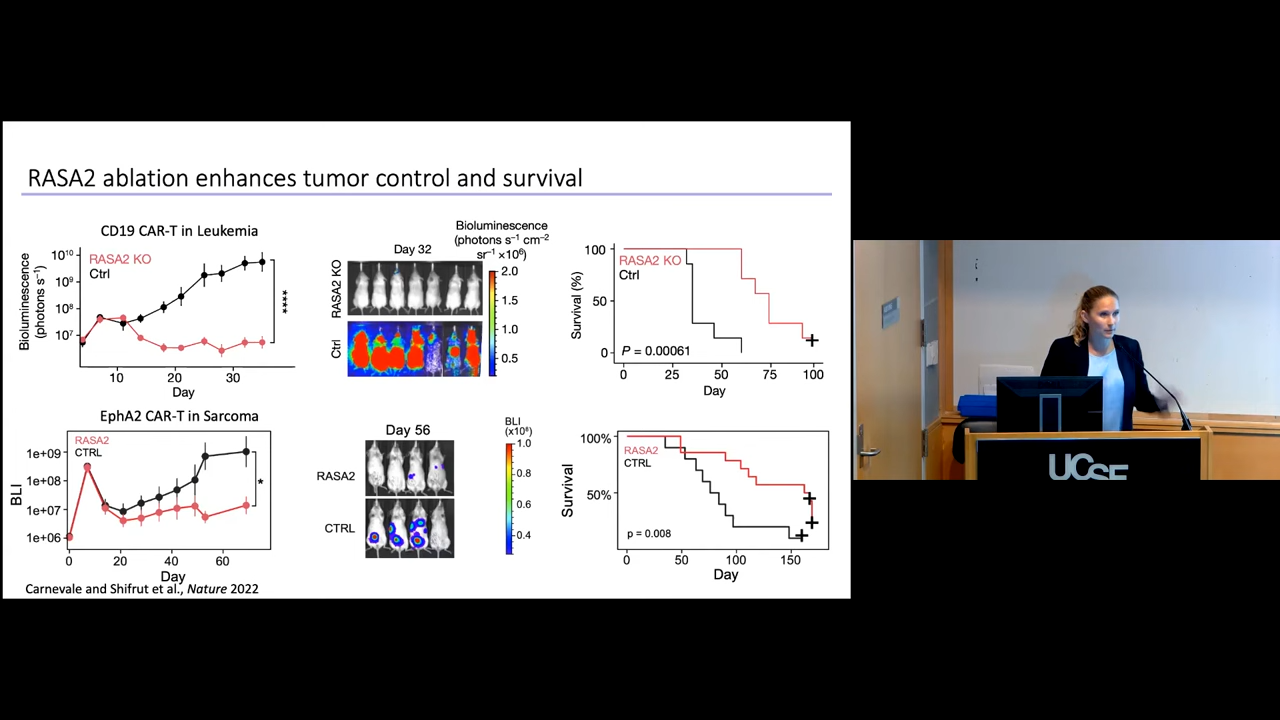 RASA2 ablation enhances tumor control and survival
CD19 CAR-T in Leukemia
Bioluminescence
(photons s⁻¹)
10¹⁰
10⁹
10⁸
10⁷
RASA2 KO
Ctrl
****
10 20 30
Day
Day 32
Bioluminescence
(photons s⁻¹ cm⁻²
sr⁻¹ ×10⁶)
RASA2 KO
Ctrl
2.0
1.5
1.0
0.5
Survival (%)
100
50
0
RASA2 KO
Ctrl
P = 0.00061
0 25 50 75 100
Day
EphA2 CAR-T in Sarcoma
BLI
1e+09
1e+08
1e+07
1e+06
RASA2
CTRL
*
0 20 40 60
Day
Day 56
RASA2
CTRL
BLI
(x10⁶)
1.0
0.8
0.6
0.4
Survival
100%
50%
RASA2
CTRL
p = 0.008
0 50 100 150
Day
Carnevale and Shifrut et al., Nature 2022
UCSF